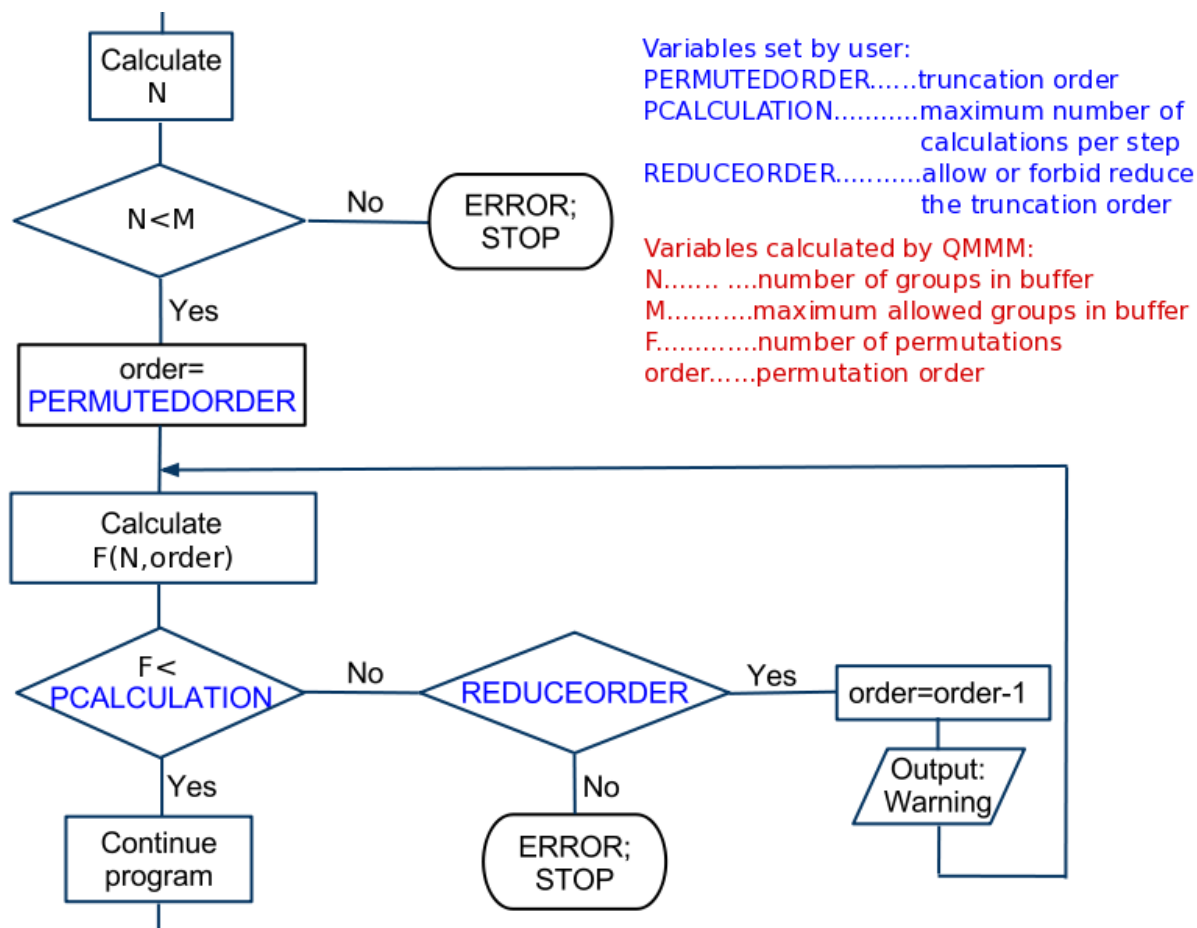 Calculate
N
N<M
No
ERROR;
STOP
Yes
order=
PERMUTEDORDER
Calculate
F(N,order)
F<
PCALCULATION
No
REDUCEORDER
Yes
order=order-1
Output:
Warning
Yes
Continue
program
No
ERROR;
STOP
Variables set by user:
PERMUTEDORDER......truncation order
PCALCULATION...........maximum number of
calculations per step
REDUCEORDER...........allow or forbid reduce
the truncation order
Variables calculated by QMMM:
N....... ....number of groups in buffer
M...........maximum allowed groups in buffer
F.............number of permutations
order......permutation order